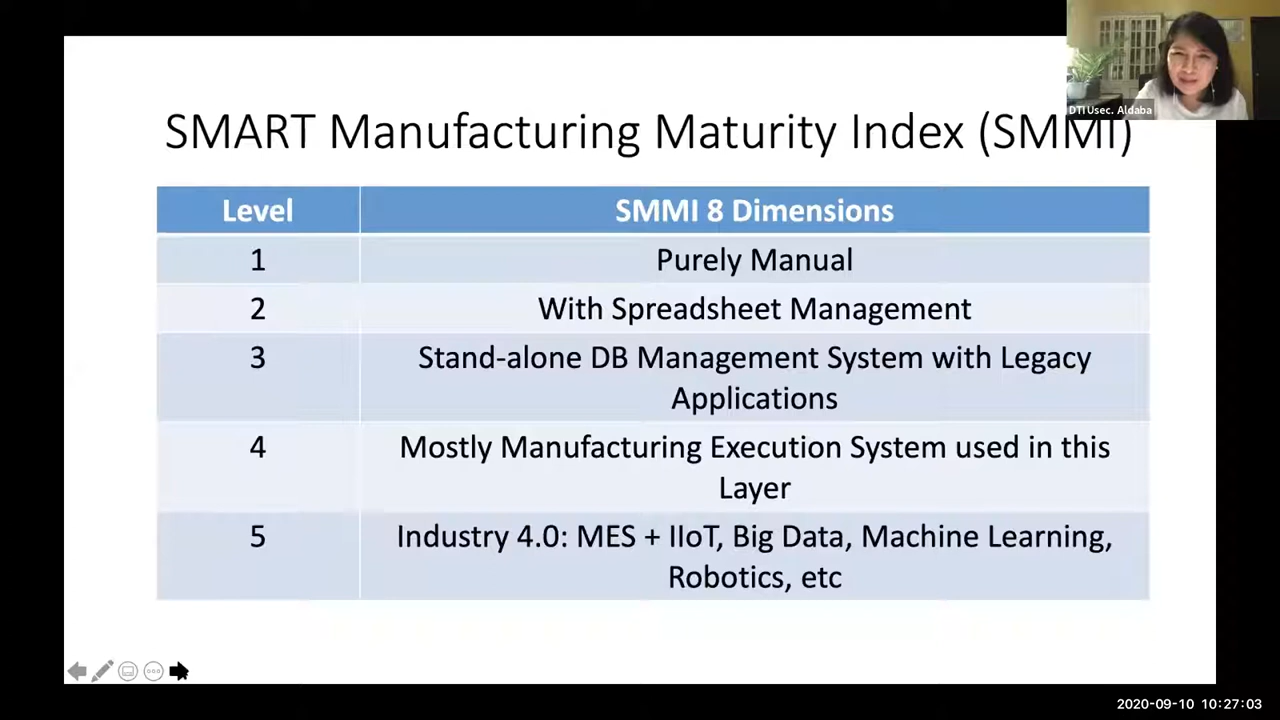 DTI Usec. Aldaba
SMART Manufacturing Maturity Index (SMMI)
Level SMMI 8 Dimensions
1 Purely Manual
2 With Spreadsheet Management
3 Stand-alone DB Management System with Legacy
Applications
4 Mostly Manufacturing Execution System used in this
Layer
5 Industry 4.0: MES + IIoT, Big Data, Machine Learning,
Robotics, etc
2020-09-10 10:27:03